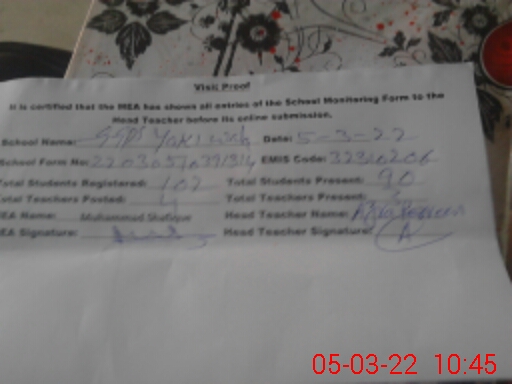 Visit Proof
It is certified that the MEA has shown all entries of the School Monitoring Form to the
Head Teacher before its online submission.
School Name: Date: 5-3-22
School Form No: EMIS Code: 32310206
Total Students Registered: 102 Total Students Present: 90
Total Teachers Posted: 4 Total Teachers Present: 3
MEA Name: Muhammad Shafique Head Teacher Name:
MEA Signature: Head Teacher Signature:
05-03-22 10:45